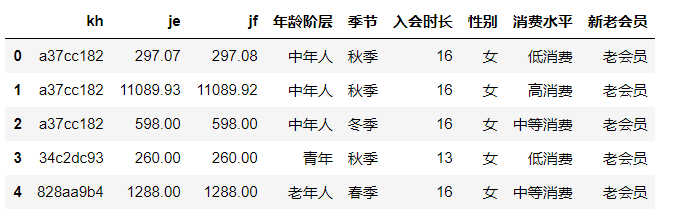 kh je jf 年龄阶层 季节 入会时长 性别 消费水平 新老会员
0 a37cc182 297.07 297.08 中年人 秋季 16 女 低消费 老会员
1 a37cc182 11089.93 11089.92 中年人 秋季 16 女 高消费 老会员
2 a37cc182 598.00 598.00 中年人 冬季 16 女 中等消费 老会员
3 34c2dc93 260.00 260.00 青年 秋季 13 女 低消费 老会员
4 828aa9b4 1288.00 1288.00 老年人 春季 16 女 中等消费 老会员